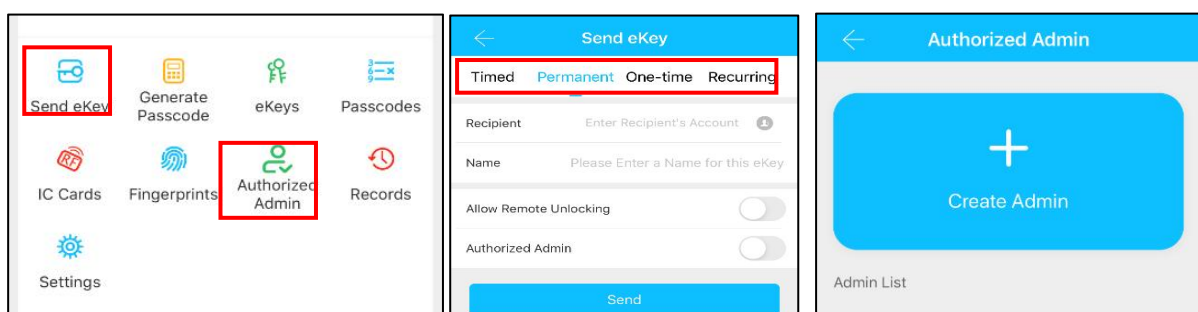 Send eKey
Generate
Passcode
eKeys
Passcodes
IC Cards
Fingerprints
Authorized
Admin
Records
Settings
Send eKey
Timed Permanent One-time Recurring
Recipient Enter Recipient's Account
Name Please Enter a Name for this eKey
Allow Remote Unlocking
Authorized Admin
Send
Authorized Admin
Create Admin
Admin List